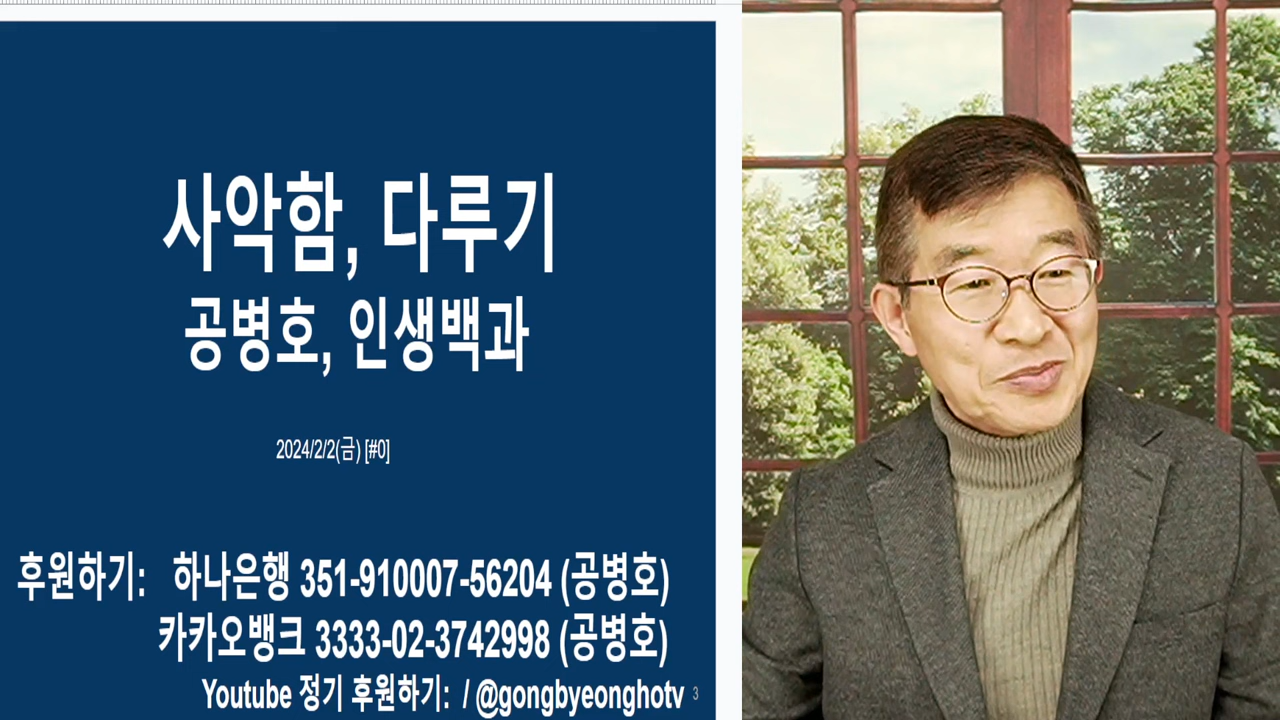 사악함, 다루기
공병호, 인생백과
2024/2/2(금) [#0]
후원하기: 하나은행 351-910007-56204 (공병호)
카카오뱅크 3333-02-3742998 (공병호)
Youtube 정기 후원하기: / @gongbyeonghotv 3